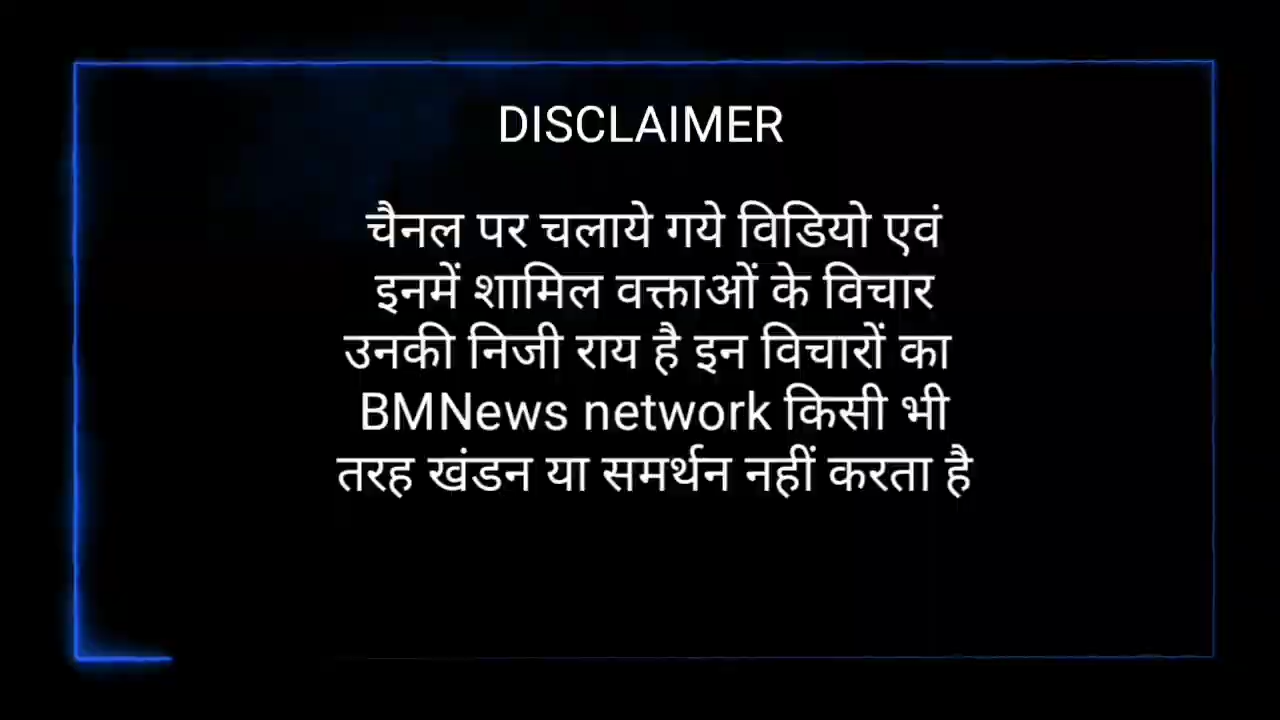 DISCLAIMER
चैनल पर चलाये गये विडियो एवं
इनमें शामिल वक्ताओं के विचार
उनकी निजी राय है इन विचारों का
BMNews network किसी भी
तरह खंडन या समर्थन नहीं करता है